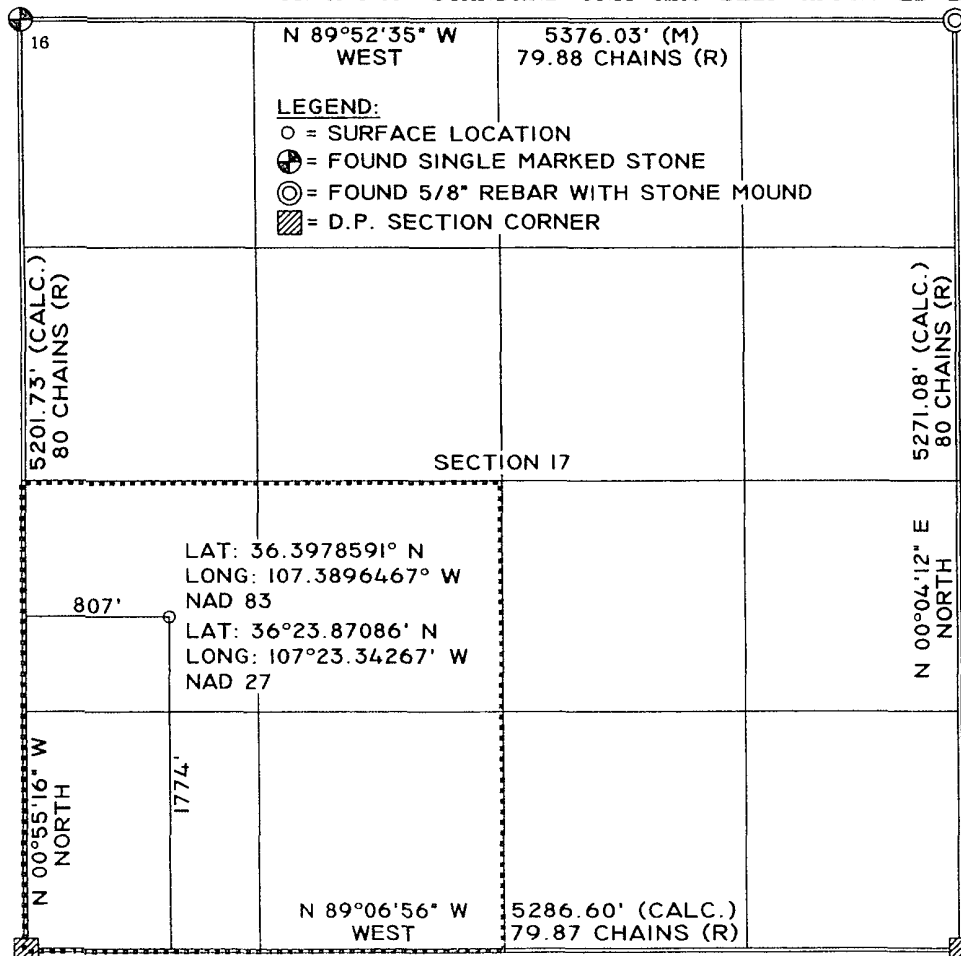 16
N 89°52'35" W 5376.03' (M)
WEST 79.88 CHAINS (R)
LEGEND:
○ = SURFACE LOCATION
= FOUND SINGLE MARKED STONE
◎ = FOUND 5/8" REBAR WITH STONE MOUND
= D.P. SECTION CORNER
5201.73' (CALC.)
80 CHAINS (R)
5271.08' (CALC.)
80 CHAINS (R)
SECTION 17
LAT: 36.3978591° N
LONG: 107.3896467° W
NAD 83
807'
LAT: 36°23.87086' N
LONG: 107°23.34267' W
NAD 27
N 00°04'12" E
NORTH
1774'
N 00°55'16" W
NORTH
N 89°06'56" W 5286.60' (CALC.)
WEST 79.87 CHAINS (R)